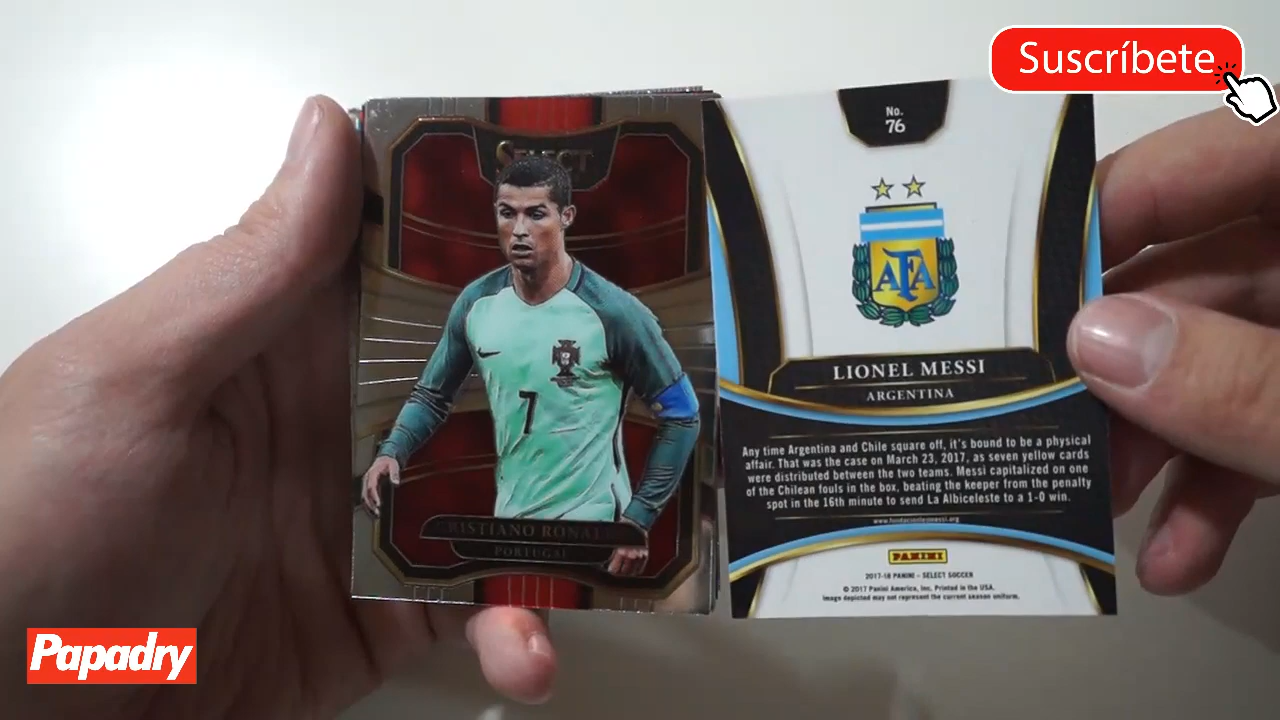 Suscríbete
SELECT
7
CRISTIANO RONALDO
PORTUGAL
No.
76
AFA
LIONEL MESSI
ARGENTINA
Any time Argentina and Chile square off, it's bound to be a physical
affair. That was the case on March 23, 2017, as seven yellow cards
were distributed between the two teams. Messi capitalized on one
of the Chilean fouls in the box, beating the keeper from the penalty
spot in the 16th minute to send La Albiceleste to a 1-0 win.
www.fundacionleomessi.org
PANINI
2017-18 PANINI - SELECT SOCCER
© 2017 Panini America, Inc. Printed in the USA.
Image depicted may not represent the current season uniform.
Papadry